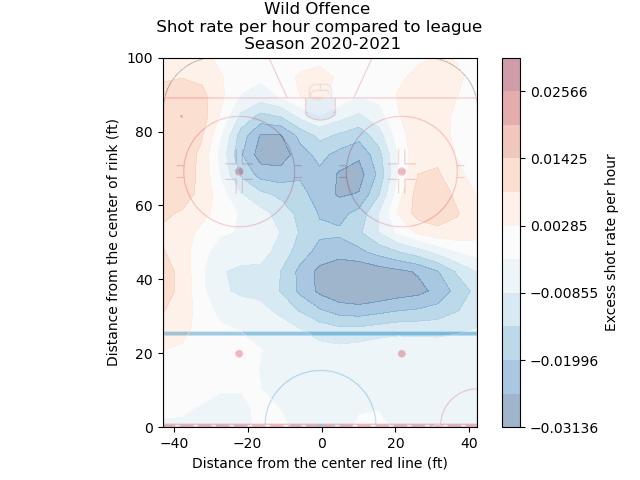 Wild Offence
Shot rate per hour compared to league
Season 2020-2021
100
80
60
40
20
0
−40
−20
0
20
40
Distance from the center of rink (ft)
Distance from the center red line (ft)
0.02566
0.01425
0.00285
−0.00855
−0.01996
−0.03136
Excess shot rate per hour